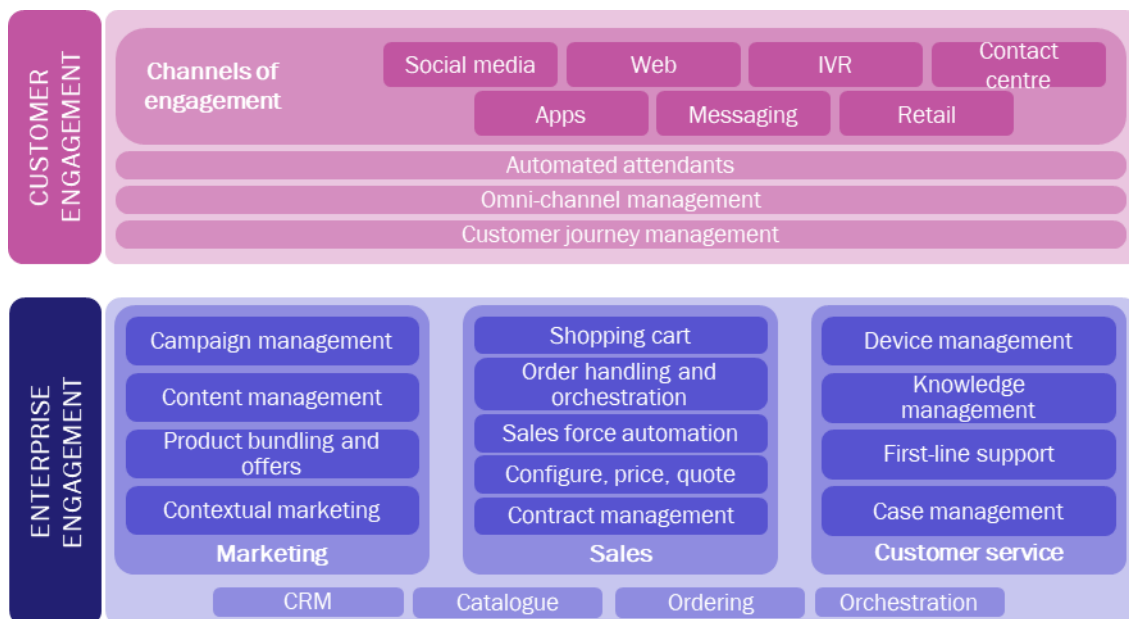 CUSTOMER
ENGAGEMENT
Channels of
engagement
Social media
Web
IVR
Contact
centre
Apps
Messaging
Retail
Automated attendants
Omni-channel management
Customer journey management
ENTERPRISE
ENGAGEMENT
Campaign management
Content management
Product bundling and
offers
Contextual marketing
Marketing
Shopping cart
Order handling and
orchestration
Sales force automation
Configure, price, quote
Contract management
Sales
Device management
Knowledge
management
First-line support
Case management
Customer service
CRM
Catalogue
Ordering
Orchestration